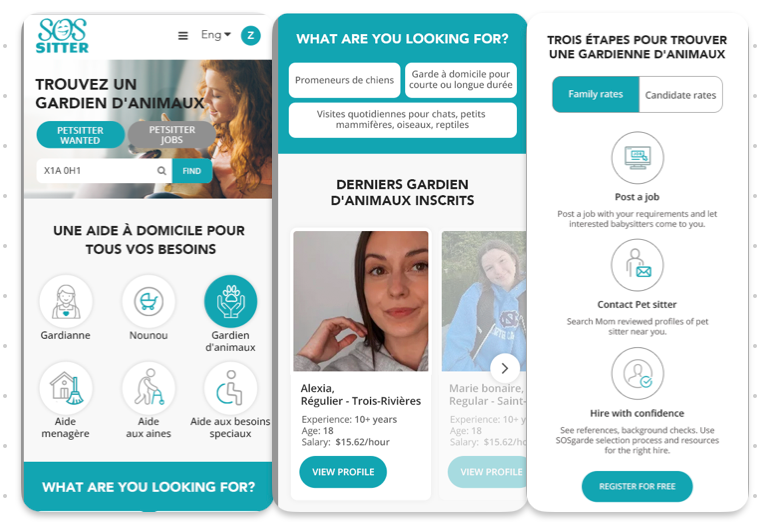 SOS
SITTER
Eng
Z
TROUVEZ UN
GARDIEN D'ANIMAUX
PETSITTER
WANTED
PETSITTER
JOBS
X1A 0H1
FIND
UNE AIDE À DOMICILE POUR
TOUS VOS BESOINS
Gardianne
Nounou
Gardien
d'animaux
Aide
menagère
Aide
aux aines
Aide aux besoins
speciaux
WHAT ARE YOU LOOKING FOR?
WHAT ARE YOU LOOKING FOR?
Promeneurs de chiens
Garde à domicile pour
courte ou longue durée
Visites quotidiennes pour chats, petits
mammifères, oiseaux, reptiles
DERNIERS GARDIEN
D'ANIMAUX INSCRITS
Alexia,
Régulier - Trois-Rivières
Experience: 10+ years
Age: 18
Salary: $15.62/hour
VIEW PROFILE
Marie bonaire,
Regular - Saint-
Experience: 10+ y
Age: 18
Salary: $15.62/ho
VIEW PROFILE
TROIS ÉTAPES POUR TROUVER
UNE GARDIENNE D'ANIMAUX
Family rates
Candidate rates
Post a job
Post a job with your requirements and let
interested babysitters come to you.
Contact Pet sitter
Search Mom reviewed profiles of pet
sitter near you.
Hire with confidence
See references, background checks. Use
SOSgarde selection process and resources
for the right hire.
REGISTER FOR FREE